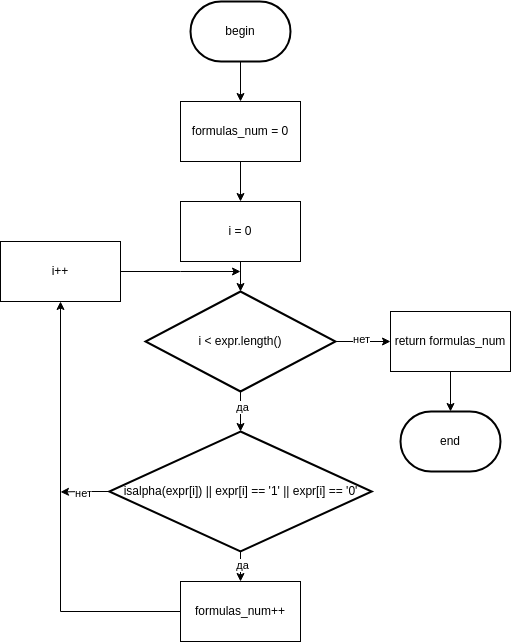 begin
formulas_num = 0
i = 0
i++
i < expr.length()
нет
return formulas_num
да
end
isalpha(expr[i]) || expr[i] == '1' || expr[i] == '0'
нет
да
formulas_num++